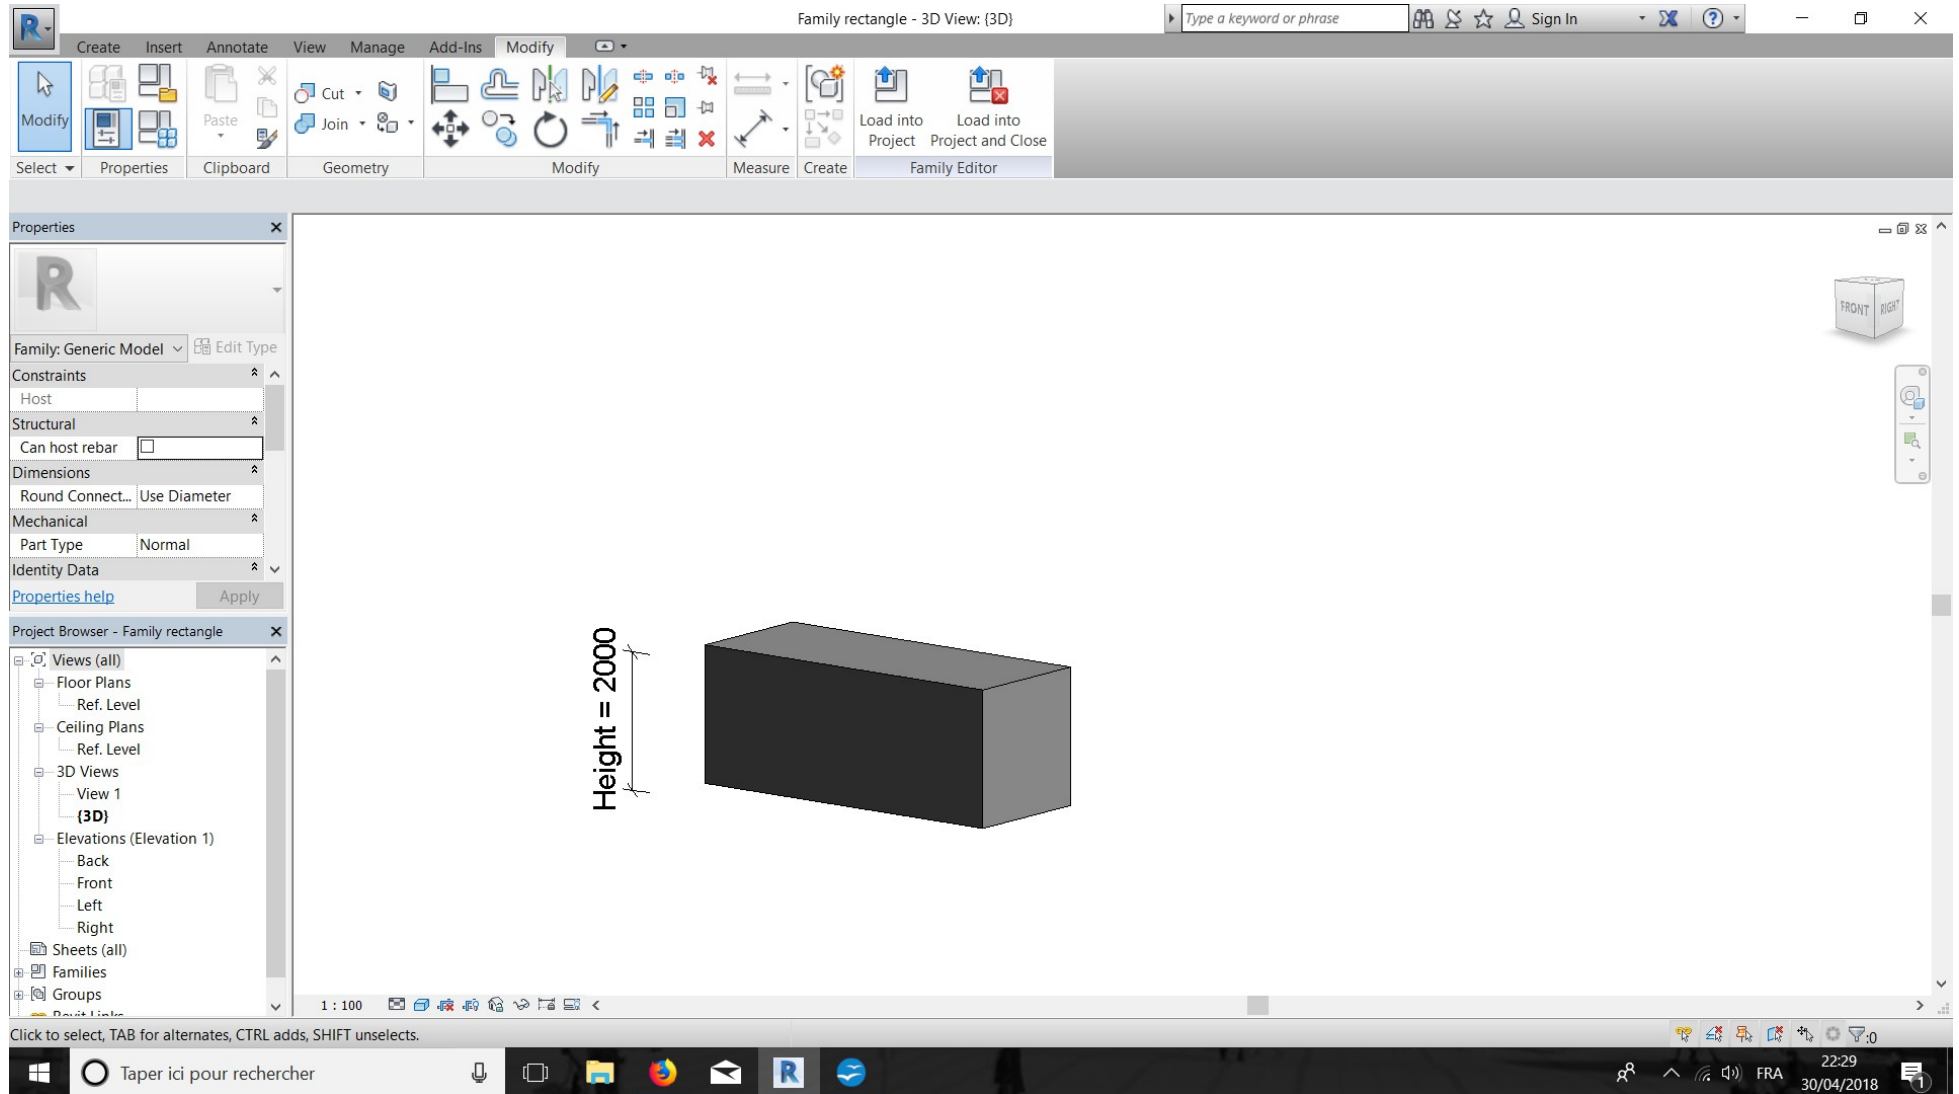 Family rectangle - 3D View: {3D}
Type a keyword or phrase
Sign In
Create Insert Annotate View Manage Add-Ins Modify
Modify
Paste
Cut
Join
Load into
Project
Load into
Project and Close
Select
Properties
Clipboard
Geometry
Modify
Measure
Create
Family Editor
Properties
R
Family: Generic Model
Edit Type
Constraints
Host
Structural
Can host rebar
Dimensions
Round Connect... Use Diameter
Mechanical
Part Type Normal
Identity Data
Properties help
Apply
Project Browser - Family rectangle
Views (all)
Floor Plans
Ref. Level
Ceiling Plans
Ref. Level
3D Views
View 1
{3D}
Elevations (Elevation 1)
Back
Front
Left
Right
Sheets (all)
Families
Groups
Revit Links
FRONT
RIGHT
Height = 2000
1 : 100
Click to select, TAB for alternates, CTRL adds, SHIFT unselects.
:0
Taper ici pour rechercher
FRA
22:29
30/04/2018
1